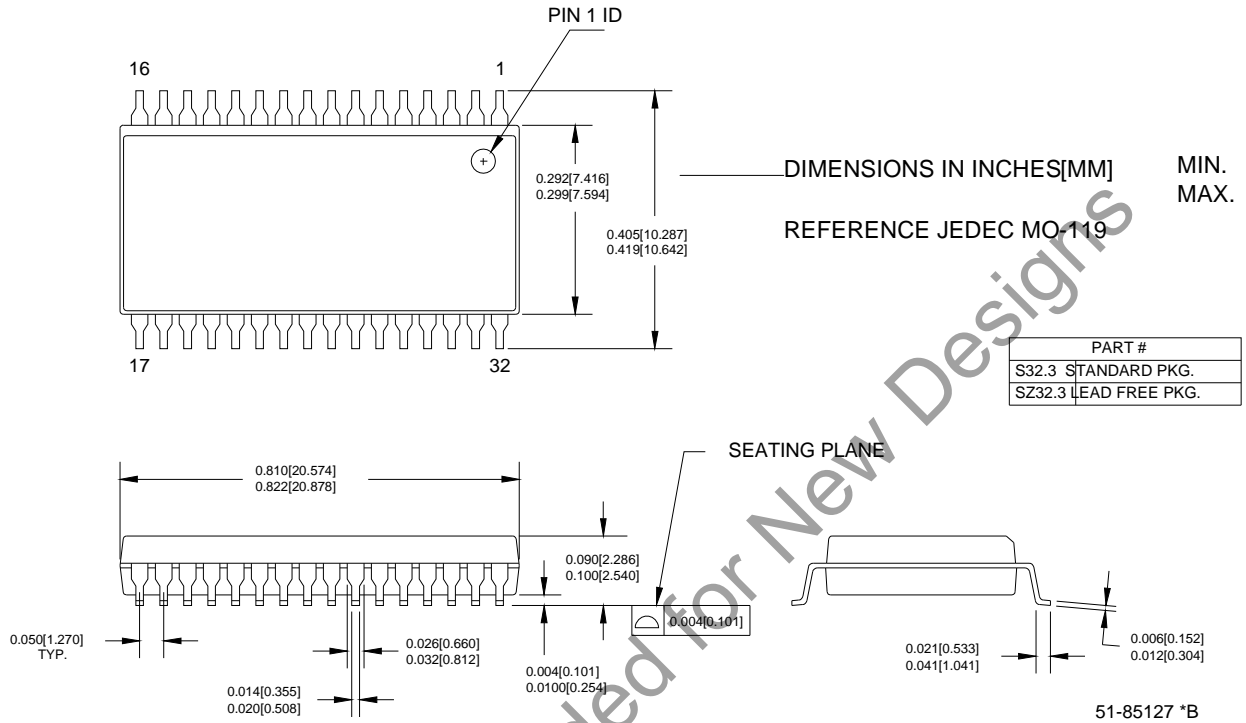 PIN 1 ID
16
1
0.292[7.416]
0.299[7.594]
0.405[10.287]
0.419[10.642]
DIMENSIONS IN INCHES[MM] MIN.
MAX.
REFERENCE JEDEC MO-119
PART #
S32.3 STANDARD PKG.
SZ32.3 LEAD FREE PKG.
17
32
SEATING PLANE
0.810[20.574]
0.822[20.878]
0.090[2.286]
0.100[2.540]
0.004[0.101]
0.050[1.270]
TYP.
0.026[0.660]
0.032[0.812]
0.014[0.355]
0.020[0.508]
0.004[0.101]
0.0100[0.254]
0.021[0.533]
0.041[1.041]
0.006[0.152]
0.012[0.304]
51-85127 *B
ded for New Designs